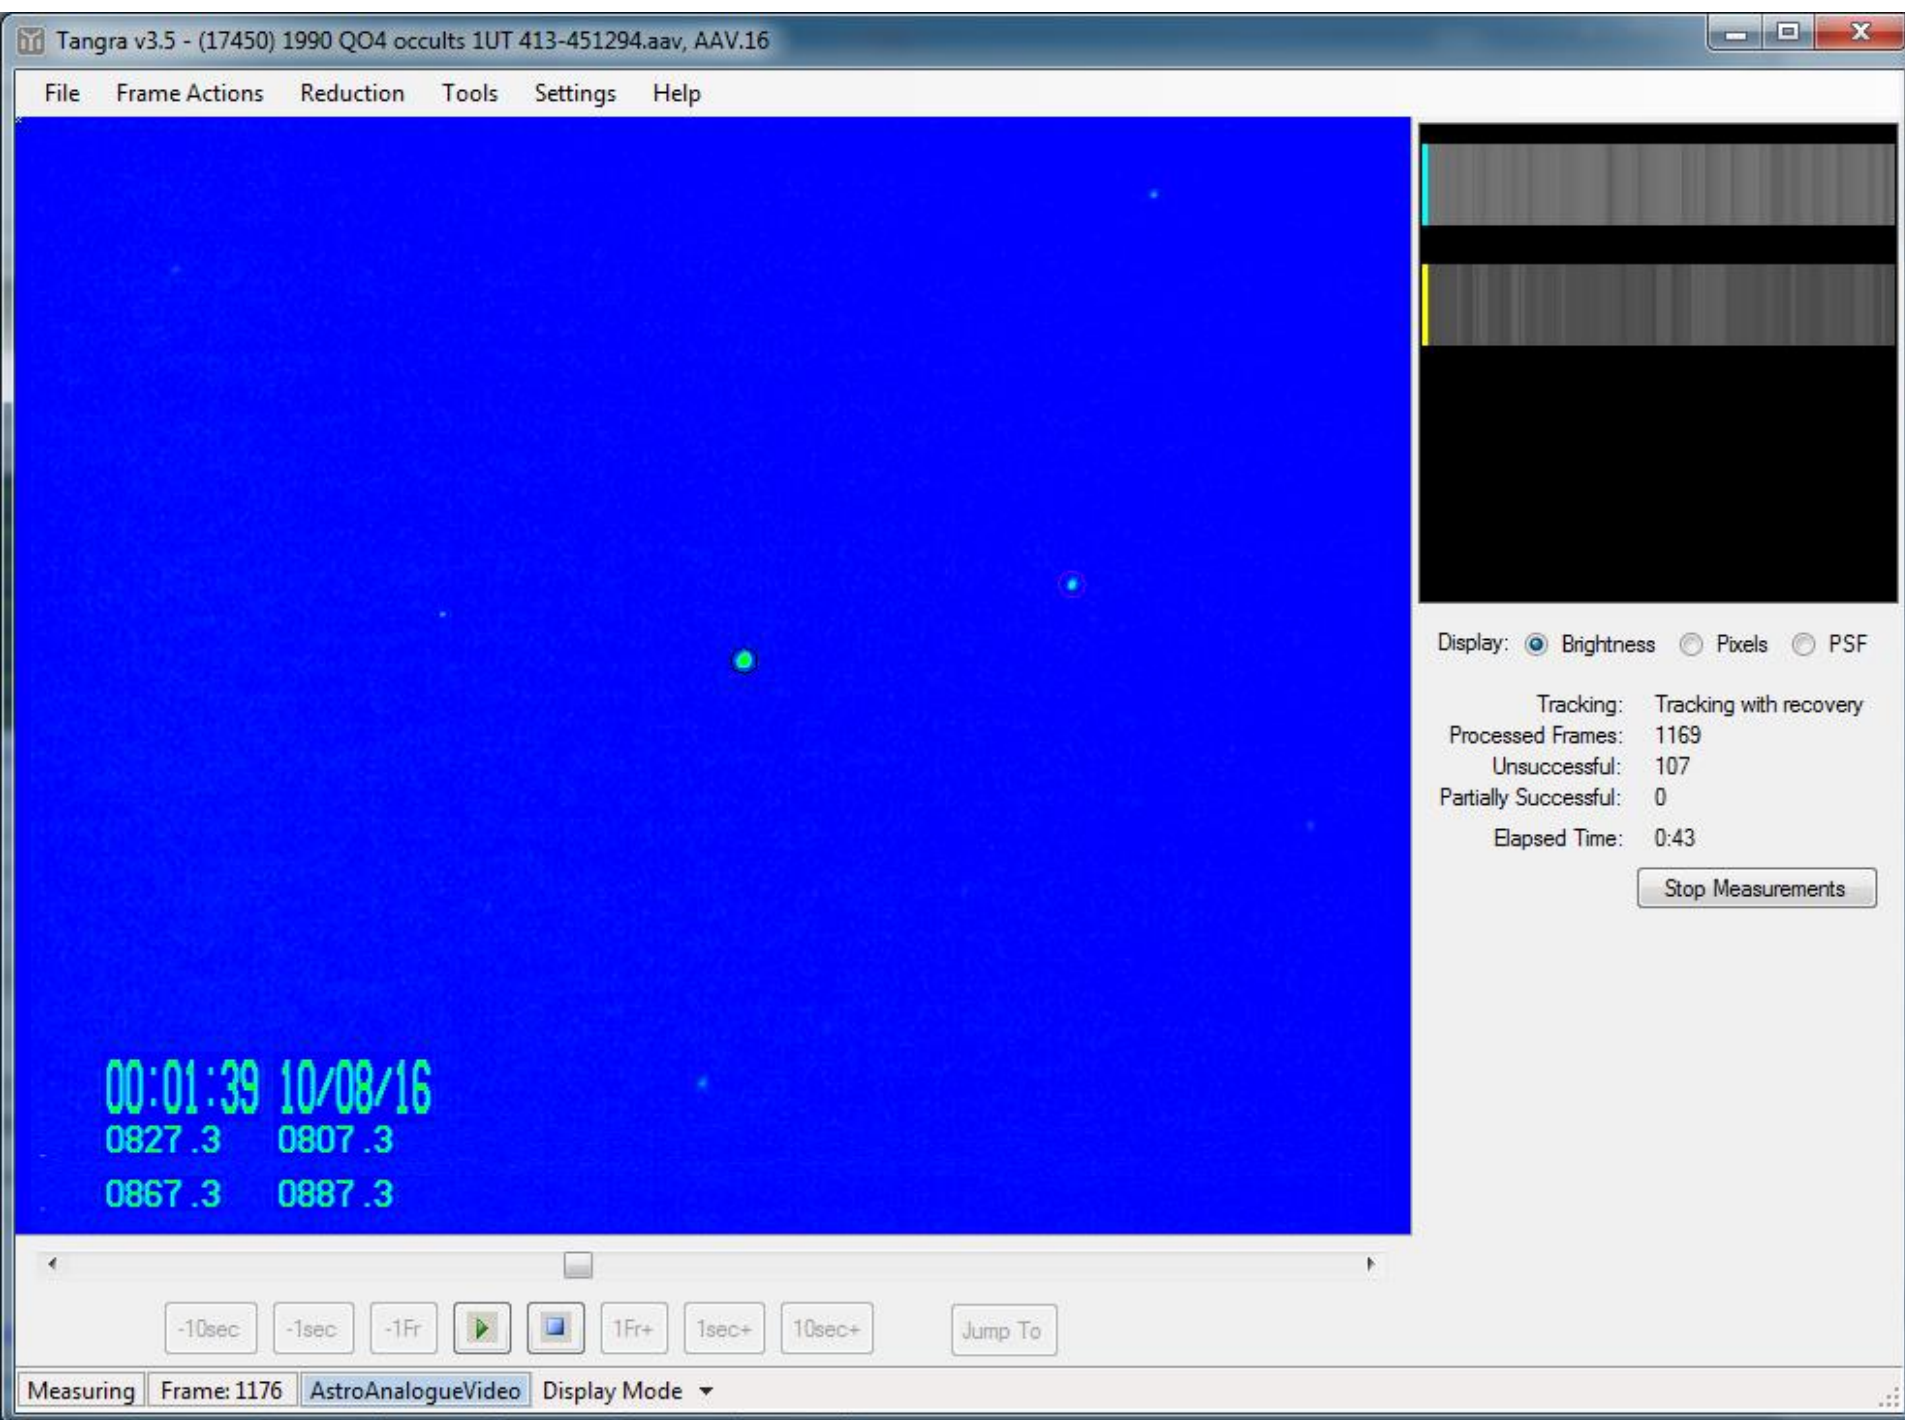 Tangra v3.5 - (17450) 1990 QO4 occults 1UT 413-451294.aav, AAV.16
File Frame Actions Reduction Tools Settings Help
Display: Brightness Pixels PSF
Tracking: Tracking with recovery
Processed Frames: 1169
Unsuccessful: 107
Partially Successful: 0
Elapsed Time: 0:43
Stop Measurements
00:01:39 10/08/16
0827.3 0807.3
0867.3 0887.3
-10sec -1sec -1Fr 1Fr+ 1sec+ 10sec+ Jump To
Measuring Frame: 1176 AstroAnalogueVideo Display Mode